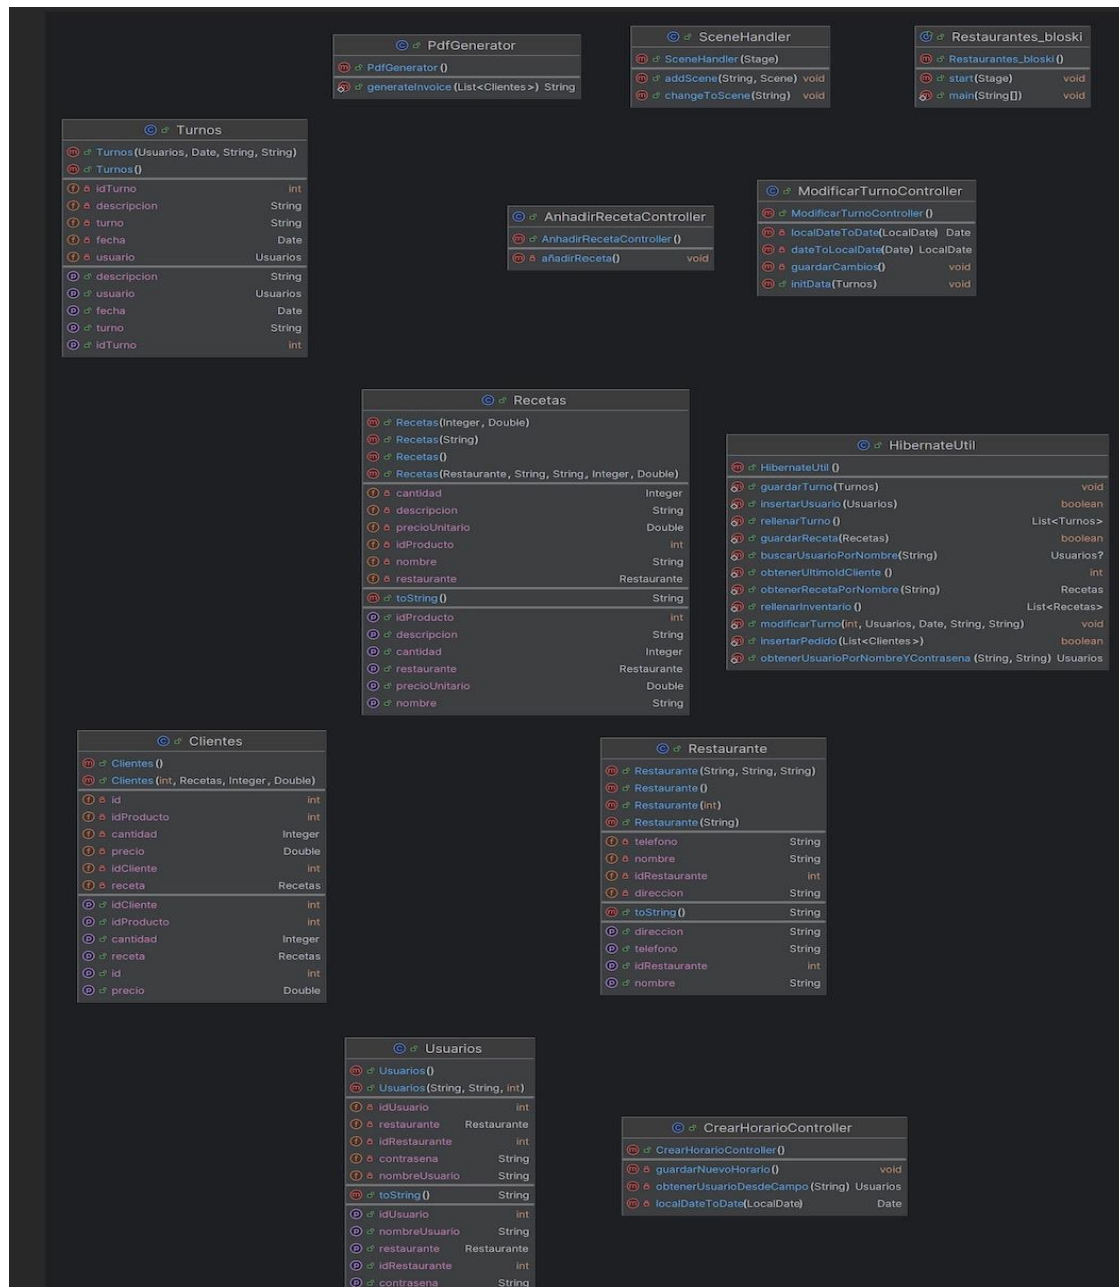 PdfGenerator
PdfGenerator()
generateInvoice(List<Clientes>) String
SceneHandler
SceneHandler(Stage)
addScene(String, Scene) void
changeToScene(String) void
Restaurantes_bloski
Restaurantes_bloski()
start(Stage) void
main(String[]) void
Turnos
Turnos(Usuarios, Date, String, String)
Turnos()
idTurno int
descripcion String
turno String
fecha Date
usuario Usuarios
descripcion String
usuario Usuarios
fecha Date
turno String
idTurno int
AnhadirRecetaController
AnhadirRecetaController()
añadirReceta() void
ModificarTurnoController
ModificarTurnoController()
localDateToDate(LocalDate) Date
dateToLocalDate(Date) LocalDate
guardarCambios() void
initData(Turnos) void
Recetas
Recetas(Integer, Double)
Recetas(String)
Recetas()
Recetas(Restaurante, String, String, Integer, Double)
cantidad Integer
descripcion String
precioUnitario Double
idProducto int
nombre String
restaurante Restaurante
toString() String
idProducto int
descripcion String
cantidad Integer
restaurante Restaurante
precioUnitario Double
nombre String
HibernateUtil
HibernateUtil()
guardarTurno(Turnos) void
insertarUsuario(Usuarios) boolean
rellenarTurno() List<Turnos>
guardarReceta(Recetas) boolean
buscarUsuarioPorNombre(String) Usuarios?
obtenerUltimoIdCliente() int
obtenerRecetaPorNombre(String) Recetas
rellenarInventario() List<Recetas>
modificarTurno(int, Usuarios, Date, String, String) void
insertarPedido(List<Clientes>) boolean
obtenerUsuarioPorNombreYContrasena(String, String) Usuarios
Clientes
Clientes()
Clientes(int, Recetas, Integer, Double)
id int
idProducto int
cantidad Integer
precio Double
idCliente int
receta Recetas
idCliente int
idProducto int
cantidad Integer
receta Recetas
id int
precio Double
Restaurante
Restaurante(String, String, String)
Restaurante()
Restaurante(int)
Restaurante(String)
telefono String
nombre String
idRestaurante int
direccion String
toString() String
direccion String
telefono String
idRestaurante int
nombre String
Usuarios
Usuarios()
Usuarios(String, String, int)
idUsuario int
restaurante Restaurante
idRestaurante int
contrasena String
nombreUsuario String
toString() String
idUsuario int
nombreUsuario String
restaurante Restaurante
idRestaurante int
contrasena String
CrearHorarioController
CrearHorarioController()
guardarNuevoHorario() void
obtenerUsuarioDesdeCampo(String) Usuarios
localDateToDate(LocalDate) Date